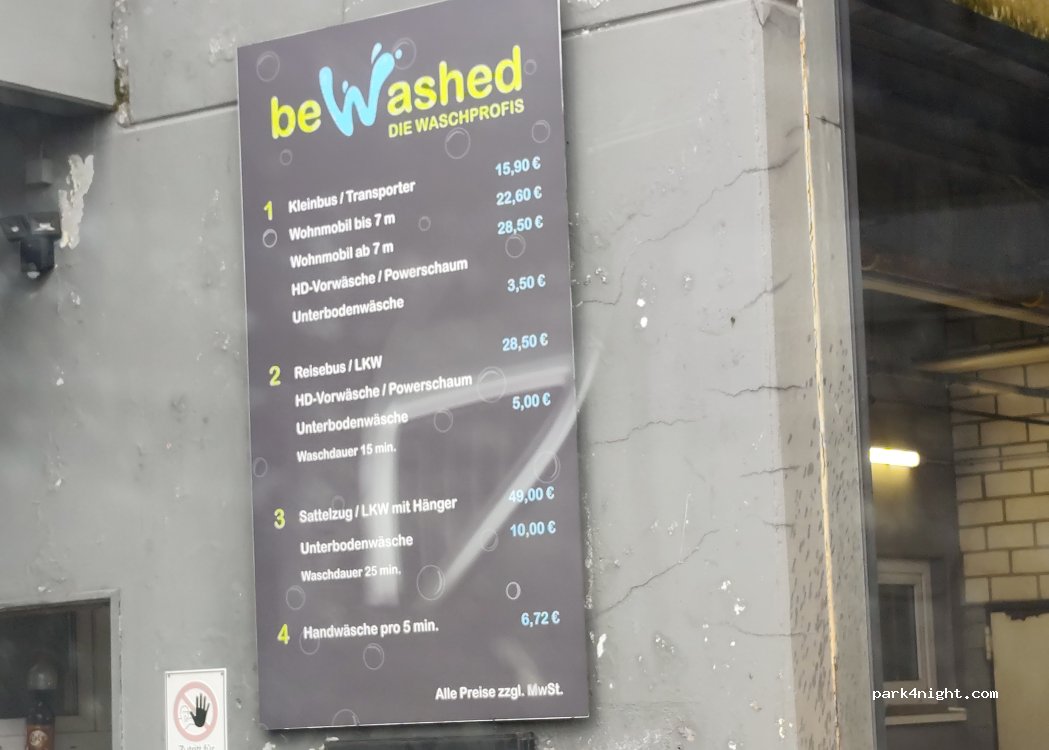 beWashed
DIE WASCHPROFIS
1 Kleinbus / Transporter 15,90 €
Wohnmobil bis 7 m 22,60 €
Wohnmobil ab 7 m 28,50 €
HD-Vorwäsche / Powerschaum
Unterbodenwäsche 3,50 €
2 Reisebus / LKW 28,50 €
HD-Vorwäsche / Powerschaum
Unterbodenwäsche 5,00 €
Waschdauer 15 min.
3 Sattelzug / LKW mit Hänger 49,00 €
Unterbodenwäsche 10,00 €
Waschdauer 25 min.
4 Handwäsche pro 5 min. 6,72 €
Alle Preise zzgl. MwSt.
park4night.com